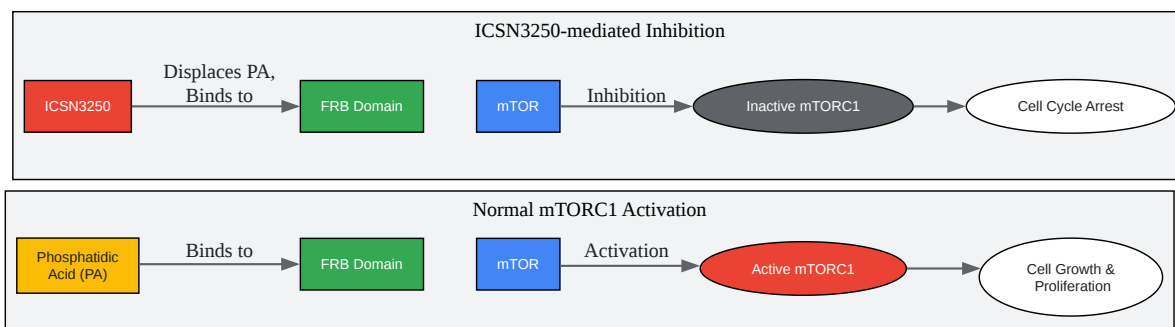 ICSN3250-mediated Inhibition
Displaces PA,
Binds to
ICSN3250
FRB Domain
mTOR
Inhibition
Inactive mTORC1
Cell Cycle Arrest
Normal mTORC1 Activation
Phosphatidic
Acid (PA)
Binds to
FRB Domain
mTOR
Activation
Active mTORC1
Cell Growth &
Proliferation